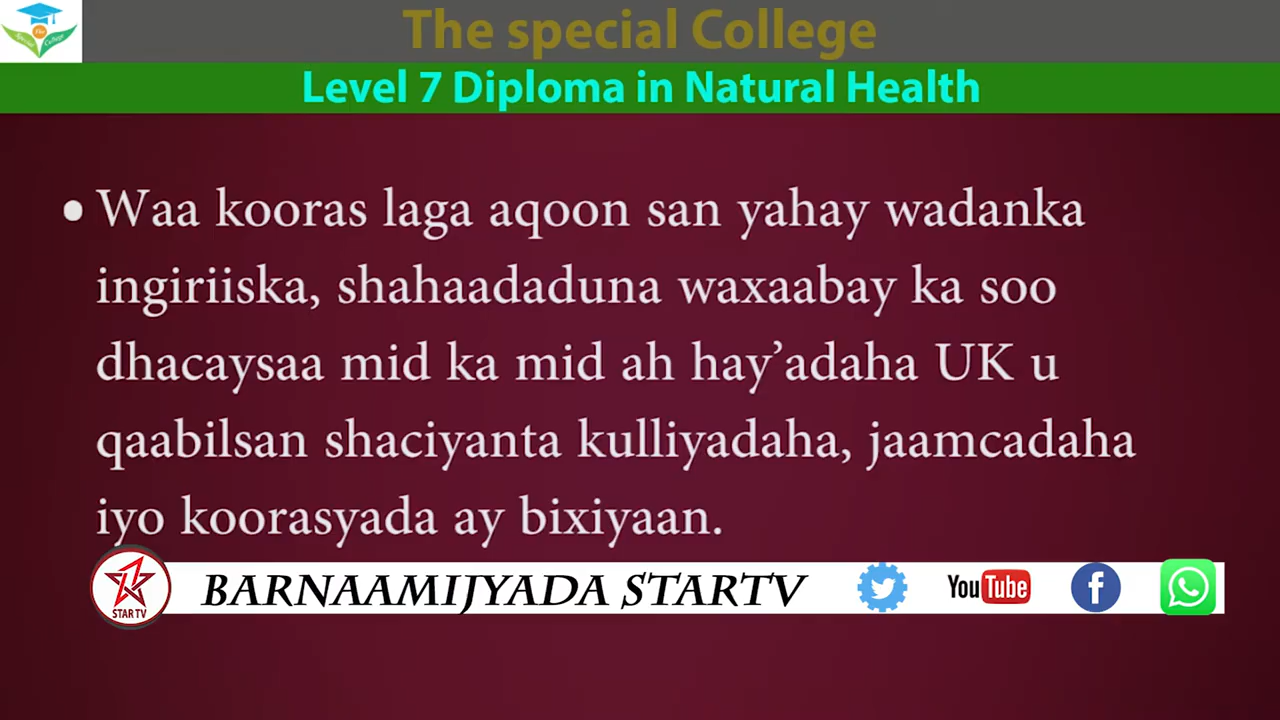 The special College
Level 7 Diploma in Natural Health
• Waa kooras laga aqoon san yahay wadanka
ingiriiska, shahaadaduna waxaabay ka soo
dhacaysaa mid ka mid ah hay’adaha UK u
qaabilsan shaciyanta kulliyadaha, jaamcadaha
iyo koorasyada ay bixiyaan.
STAR TV
BARNAAMIJYADA STARTV
YouTube